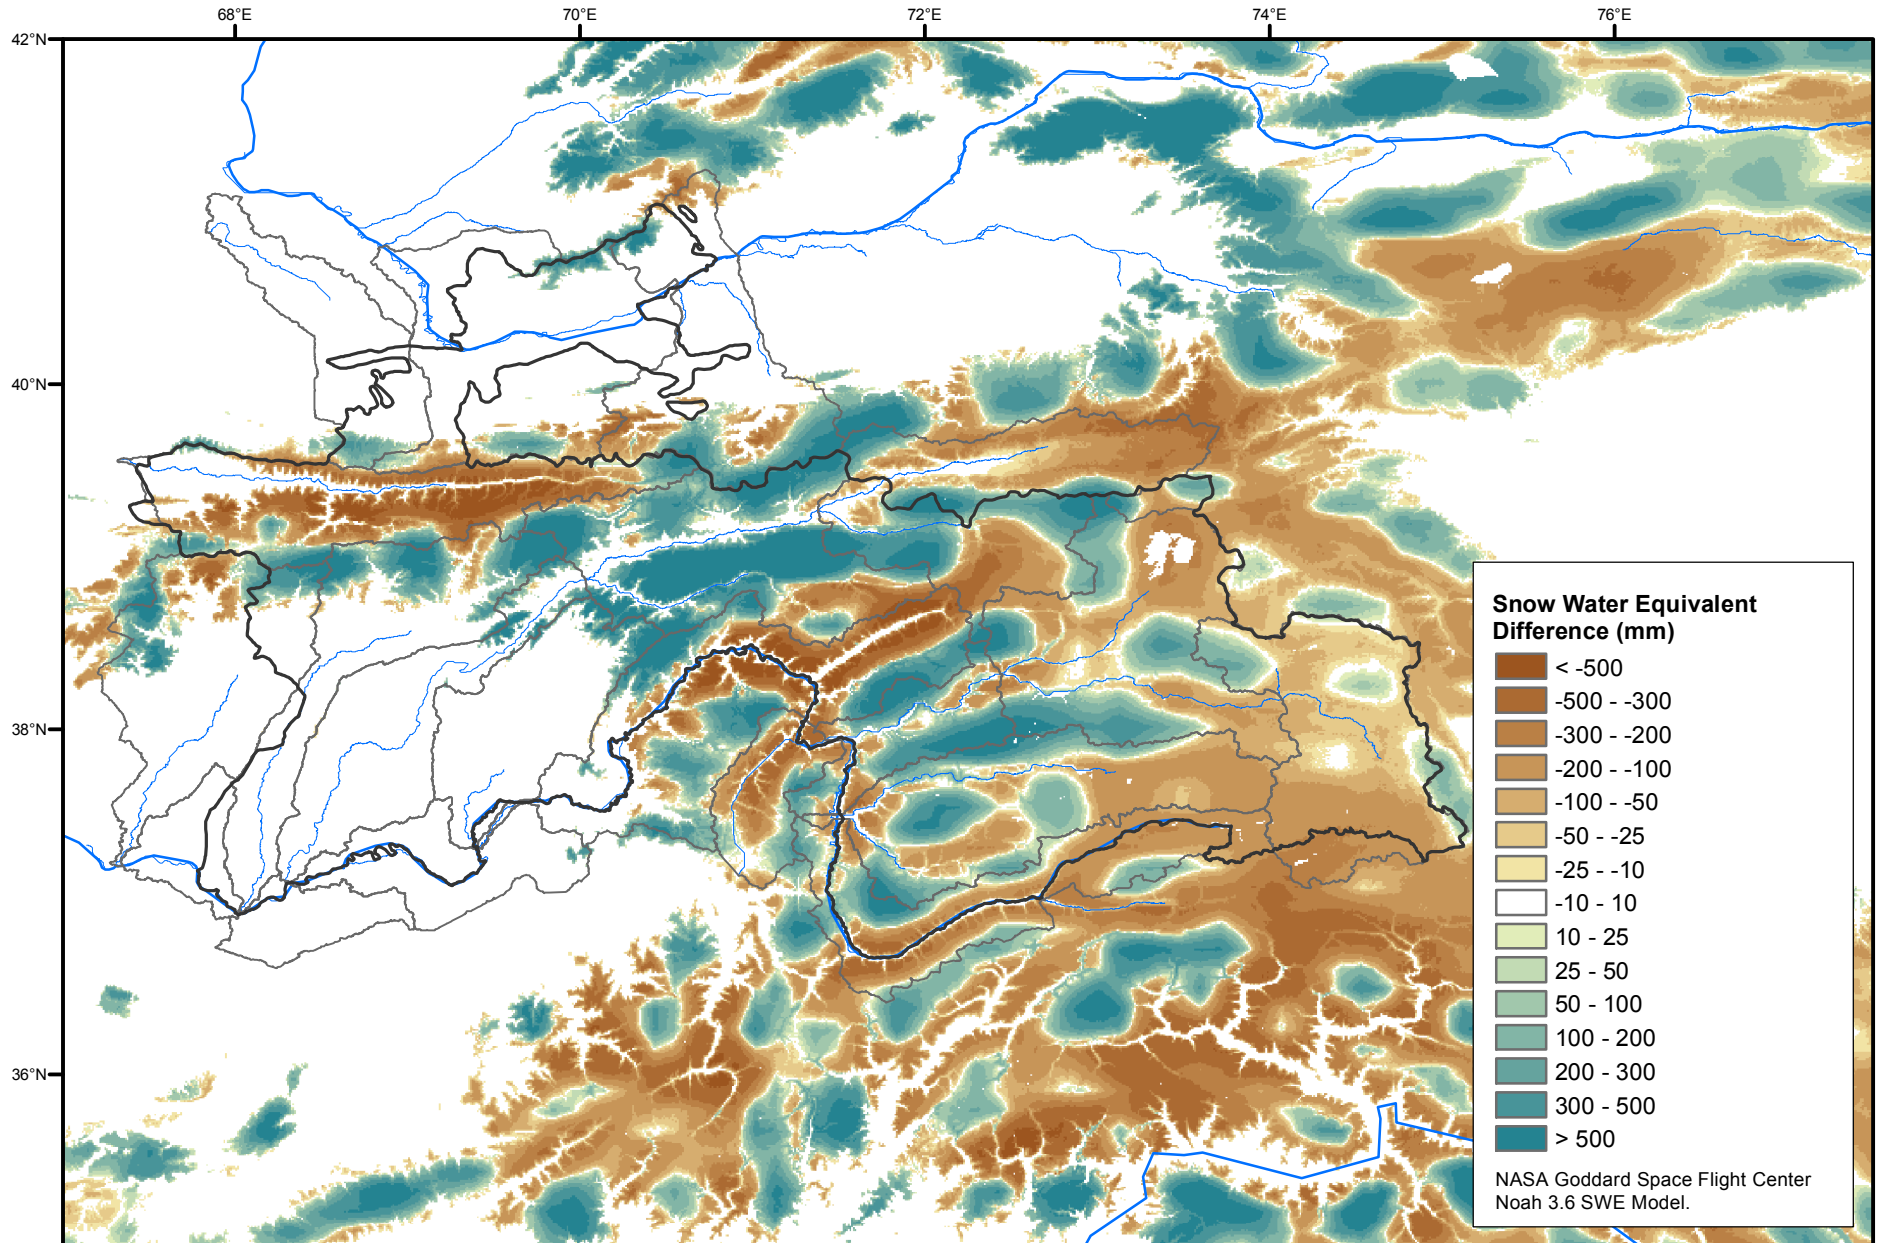 68°E 70°E 72°E 74°E 76°E
42°N
40°N
38°N
36°N
Snow Water Equivalent
Difference (mm)
< -500
-500 - -300
-300 - -200
-200 - -100
-100 - -50
-50 - -25
-25 - -10
-10 - 10
10 - 25
25 - 50
50 - 100
100 - 200
200 - 300
300 - 500
> 500
NASA Goddard Space Flight Center
Noah 3.6 SWE Model.